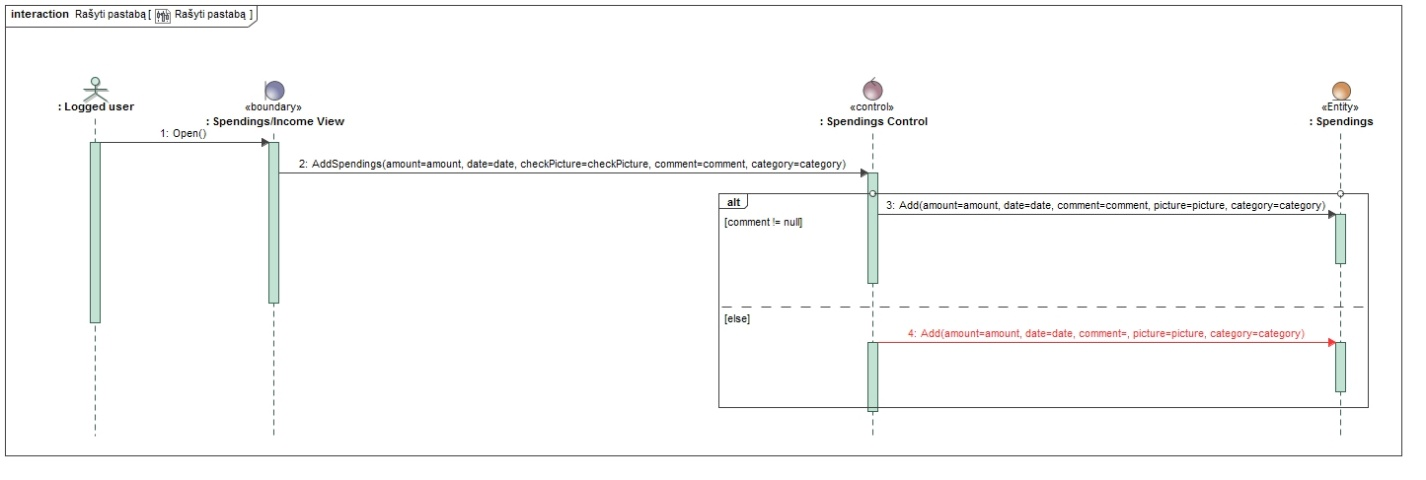 interaction Rašyti pastabą [ Rašyti pastabą ]
: Logged user
«boundary»
: Spendings/Income View
«control»
: Spendings Control
«Entity»
: Spendings
1: Open()
2: AddSpendings(amount=amount, date=date, checkPicture=checkPicture, comment=comment, category=category)
alt
3: Add(amount=amount, date=date, comment=comment, picture=picture, category=category)
[comment != null]
[else]
4: Add(amount=amount, date=date, comment=, picture=picture, category=category)